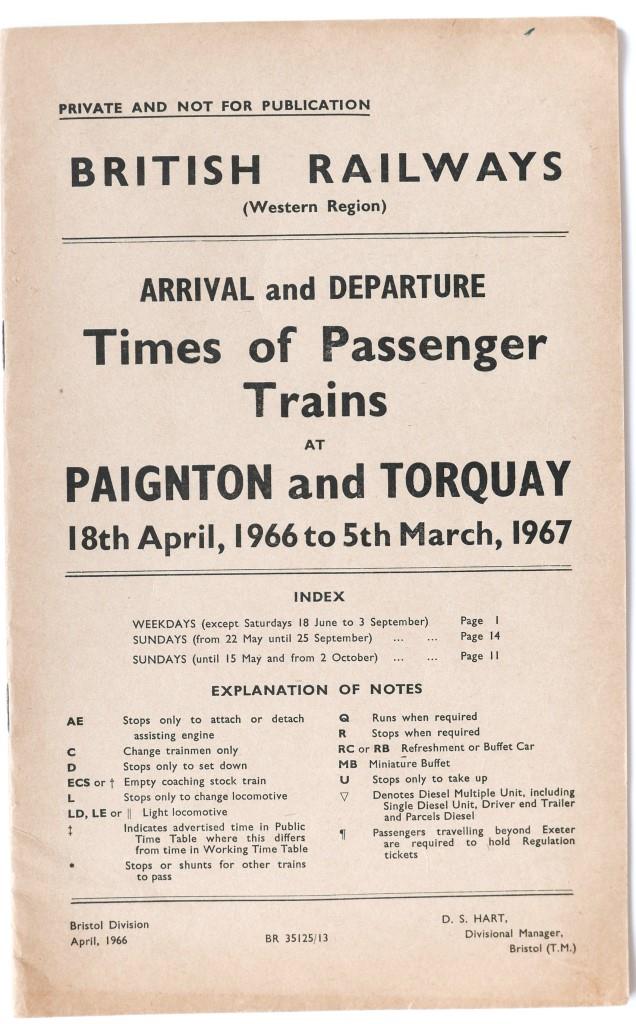 PRIVATE AND NOT FOR PUBLICATION
BRITISH RAILWAYS
(Western Region)
ARRIVAL and DEPARTURE
Times of Passenger
Trains
AT
PAIGNTON and TORQUAY
18th April, 1966 to 5th March, 1967
INDEX
WEEKDAYS (except Saturdays 18 June to 3 September) Page 1
SUNDAYS (from 22 May until 25 September) ... ... Page 14
SUNDAYS (until 15 May and from 2 October) ... ... Page 11
EXPLANATION OF NOTES
AE Stops only to attach or detach
assisting engine
C Change trainmen only
D Stops only to set down
ECS or † Empty coaching stock train
L Stops only to change locomotive
LD, LE or || Light locomotive
‡ Indicates advertised time in Public
Time Table where this differs
from time in Working Time Table
* Stops or shunts for other trains
to pass
Q Runs when required
R Stops when required
RC or RB Refreshment or Buffet Car
MB Miniature Buffet
U Stops only to take up
▽ Denotes Diesel Multiple Unit, including
Single Diesel Unit, Driver end Trailer
and Parcels Diesel
¶ Passengers travelling beyond Exeter
are required to hold Regulation
tickets
Bristol Division
April, 1966
BR 35125/13
D. S. HART,
Divisional Manager,
Bristol (T.M.)